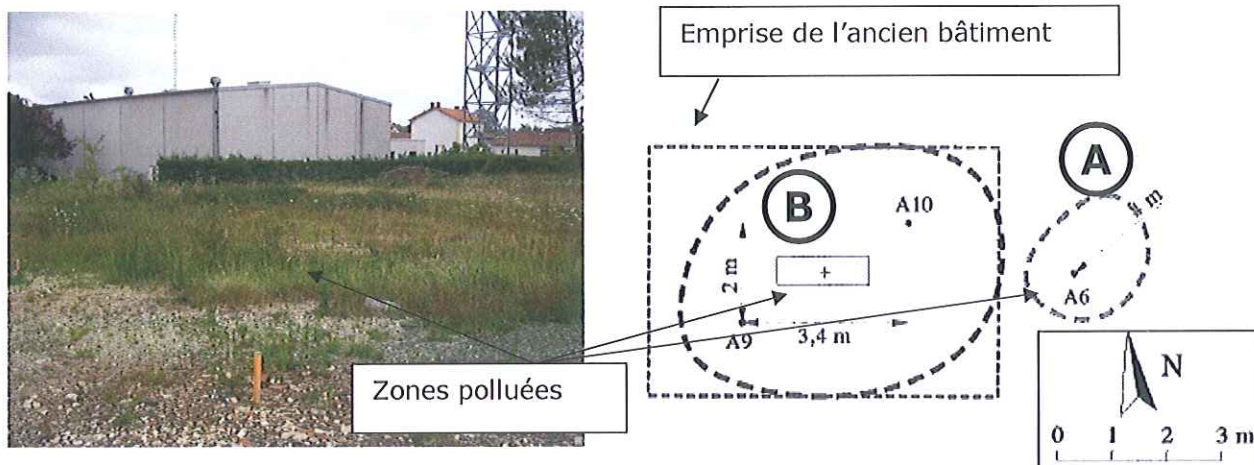 Emprise de l'ancien bâtiment
A
B
A10
m
2 m
A6
A9
3,4 m
Zones polluées
N
0 1 2 3 m